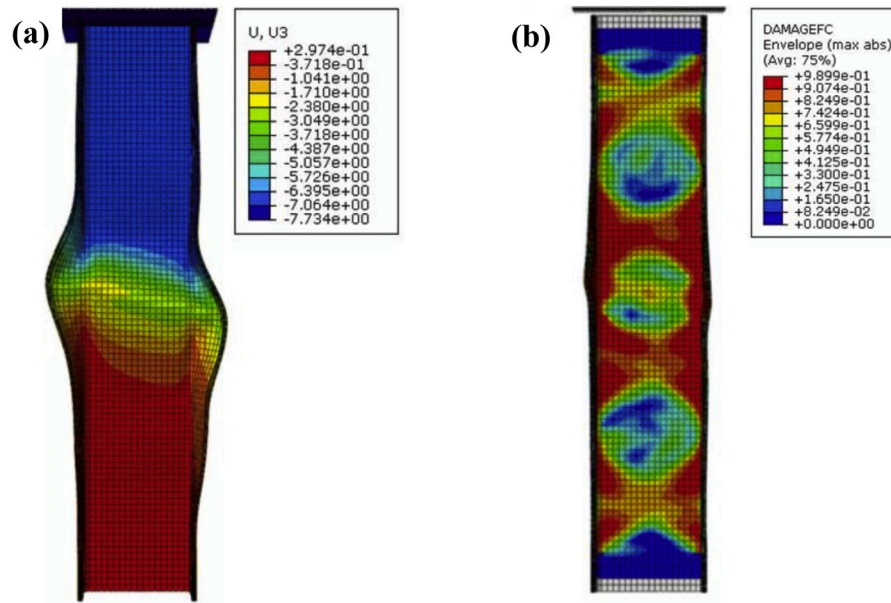 (a)
U, U3
+2.974e-01
-3.718e-01
-1.041e+00
-1.710e+00
-2.380e+00
-3.049e+00
-3.718e+00
-4.387e+00
-5.057e+00
-5.726e+00
-6.395e+00
-7.064e+00
-7.734e+00
(b)
DAMAGEFC
Envelope (max abs)
(Avg: 75%)
+9.899e-01
+9.074e-01
+8.249e-01
+7.424e-01
+6.599e-01
+5.774e-01
+4.949e-01
+4.125e-01
+3.300e-01
+2.475e-01
+1.650e-01
+8.249e-02
+0.000e+00